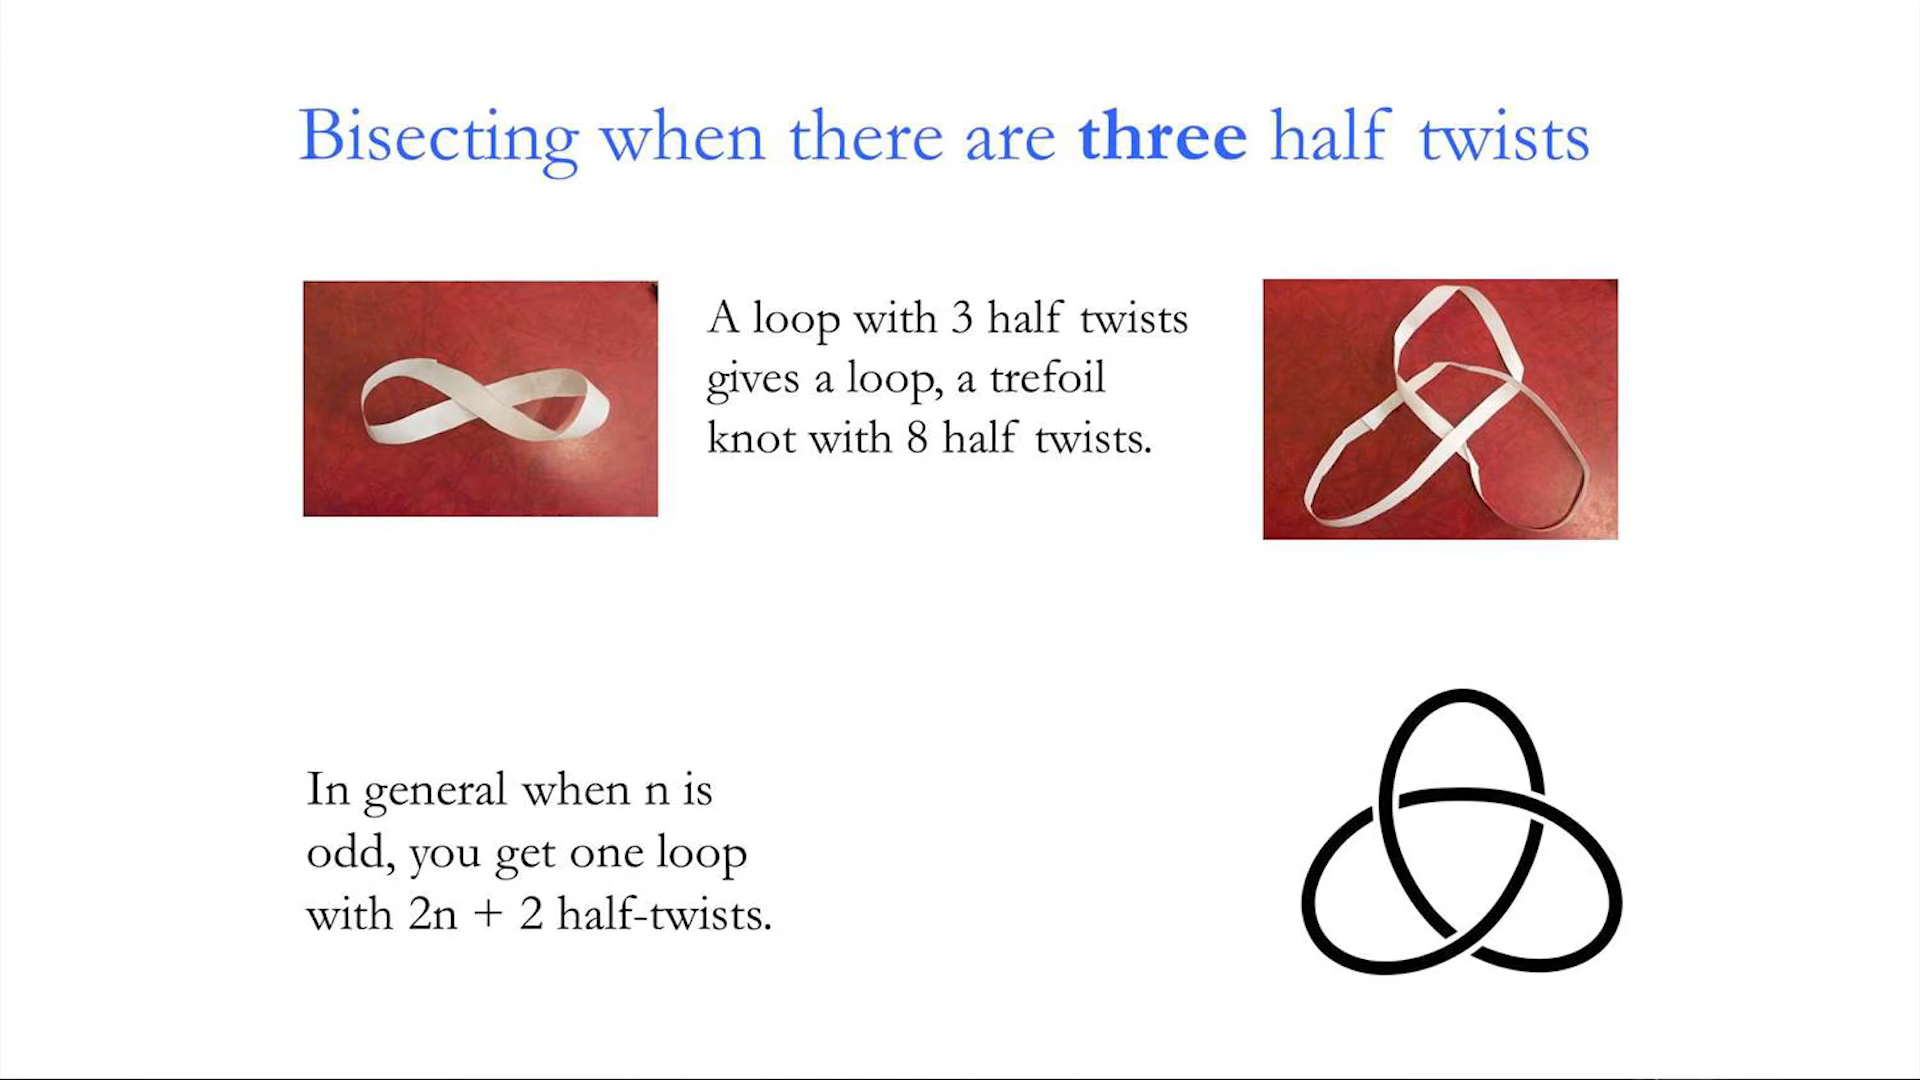 Bisecting when there are three half twists
A loop with 3 half twists
gives a loop, a trefoil
knot with 8 half twists.
In general when n is
odd, you get one loop
with 2n + 2 half-twists.